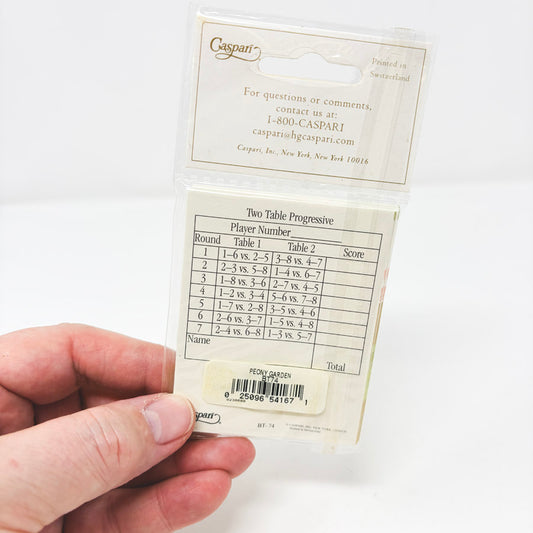 Caspari
Printed in
Switzerland
For questions or comments,
contact us at:
1-800-CASPARI
caspari@hgcaspari.com
Caspari, Inc., New York, New York 10016
Two Table Progressive
Player Number
Round Table 1 Table 2 Score
1 1–6 vs. 2–5 3–8 vs. 4–7
2 2–3 vs. 5–8 1–4 vs. 6–7
3 1–8 vs. 3–6 2–7 vs. 4–5
4 1–2 vs. 3–4 5–6 vs. 7–8
5 1–7 vs. 2–8 3–5 vs. 4–6
6 2–6 vs. 3–7 1–5 vs. 4–8
7 2–4 vs. 6–8 1–3 vs. 5–7
Name
Total
PEONY GARDEN
BT74
0 25096 54167 1
Caspari
BT-74